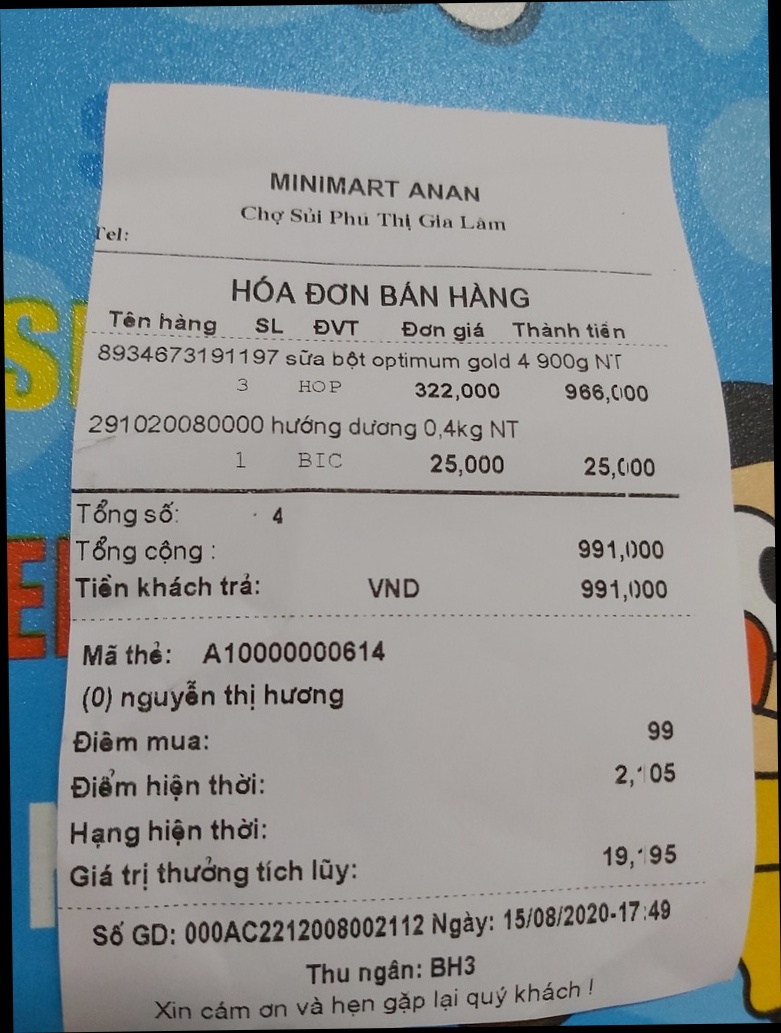 MINIMART ANAN
Chợ Sủi Phú Thị Gia Lâm
Tel:
HÓA ĐƠN BÁN HÀNG
Tên hàng SL ĐVT Đơn giá Thành tiền
8934673191197 sữa bột optimum gold 4 900g NT
3 HOP 322,000 966,000
291020080000 hướng dương 0,4kg NT
1 BIC 25,000 25,000
Tổng số: 4
Tổng cộng : 991,000
Tiền khách trả: VND 991,000
Mã thẻ: A10000000614
(0) nguyễn thị hương
Điểm mua: 99
Điểm hiện thời: 2,105
Hạng hiện thời:
Giá trị thưởng tích lũy: 19,195
Số GD: 000AC2212008002112 Ngày: 15/08/2020-17:49
Thu ngân: BH3
Xin cám ơn và hẹn gặp lại quý khách !